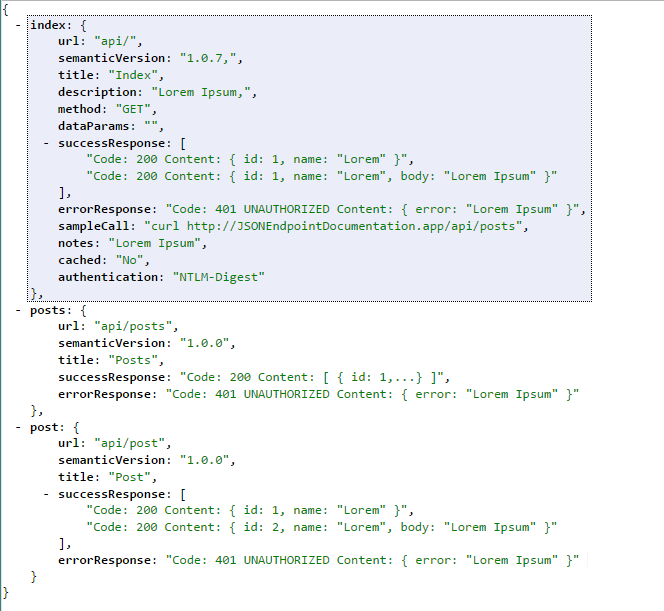 {
- index: {
url: "api/",
semanticVersion: "1.0.7,",
title: "Index",
description: "Lorem Ipsum,",
method: "GET",
dataParams: "",
- successResponse: [
"Code: 200 Content: { id: 1, name: "Lorem" }",
"Code: 200 Content: { id: 1, name: "Lorem", body: "Lorem Ipsum" }"
],
errorResponse: "Code: 401 UNAUTHORIZED Content: { error: "Lorem Ipsum" }",
sampleCall: "curl http://JSONEndpointDocumentation.app/api/posts",
notes: "Lorem Ipsum",
cached: "No",
authentication: "NTLM-Digest"
},
- posts: {
url: "api/posts",
semanticVersion: "1.0.0",
title: "Posts",
successResponse: "Code: 200 Content: [ { id: 1,...} ]",
errorResponse: "Code: 401 UNAUTHORIZED Content: { error: "Lorem Ipsum" }"
},
- post: {
url: "api/post",
semanticVersion: "1.0.0",
title: "Post",
- successResponse: [
"Code: 200 Content: { id: 1, name: "Lorem" }",
"Code: 200 Content: { id: 2, name: "Lorem", body: "Lorem Ipsum" }"
],
errorResponse: "Code: 401 UNAUTHORIZED Content: { error: "Lorem Ipsum" }"
}
}